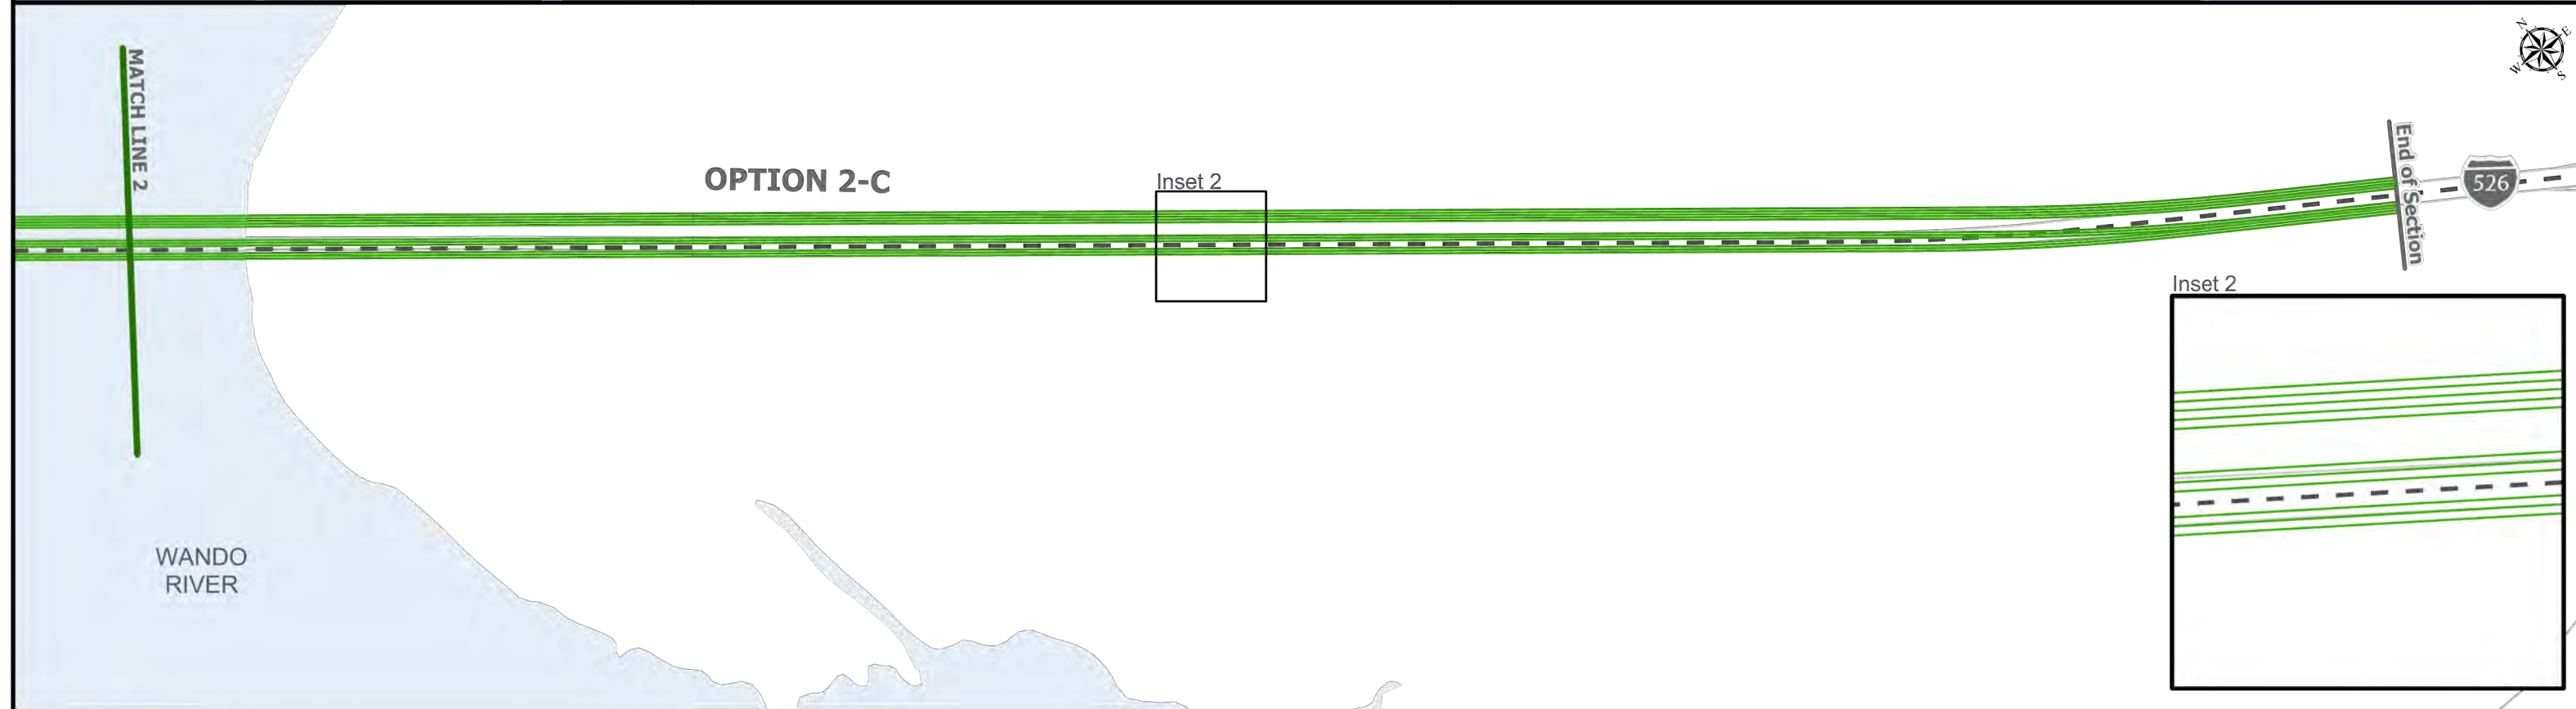 MATCH LINE 2
OPTION 2-C
Inset 2
N
E
W
S
End of Section
526
Inset 2
WANDO
RIVER